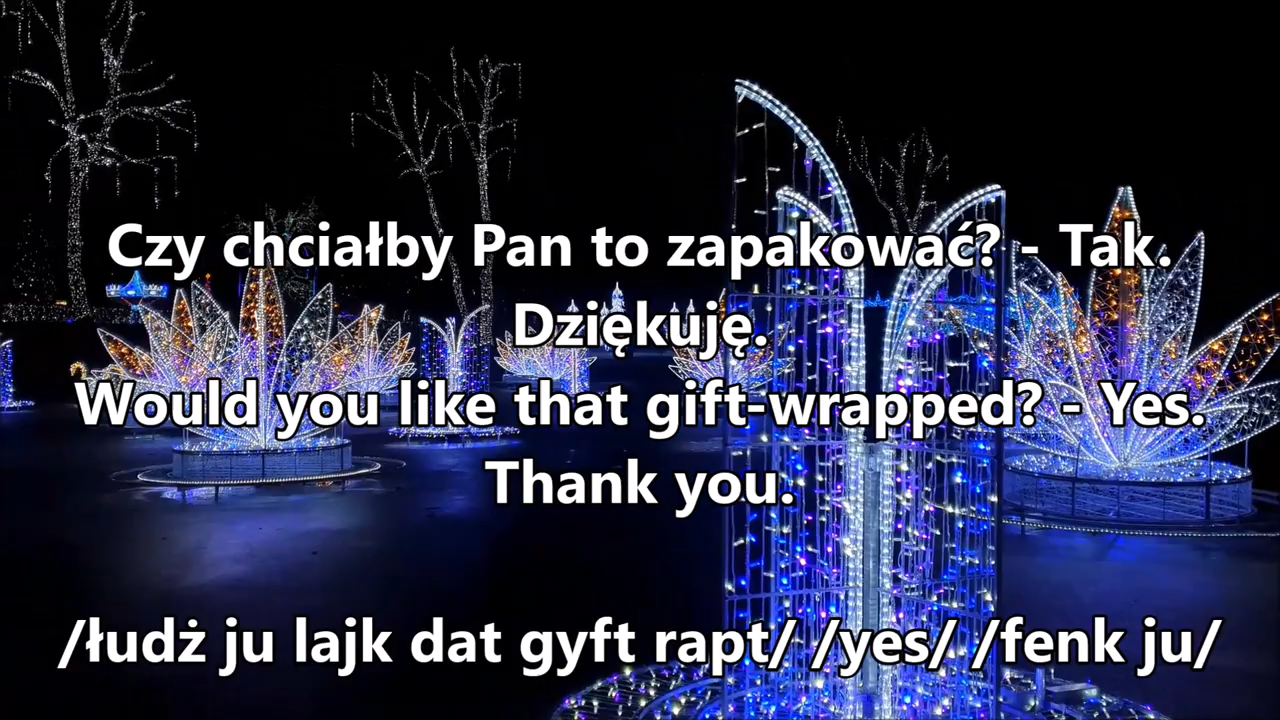 Czy chciałby Pan to zapakować? - Tak.
Dziękuję.
Would you like that gift-wrapped? - Yes.
Thank you.
/łudż ju lajk dat gyft rapt/ /yes/ /fenk ju/